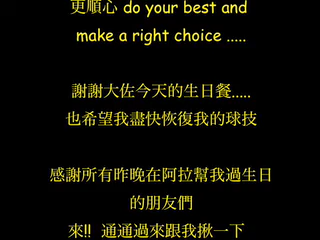 更順心 do your best and
make a right choice .....
謝謝大佐今天的生日餐.....
也希望我盡快恢復我的球技
感謝所有昨晚在阿拉幫我過生日
的朋友們
來!! 通通過來跟我揪一下